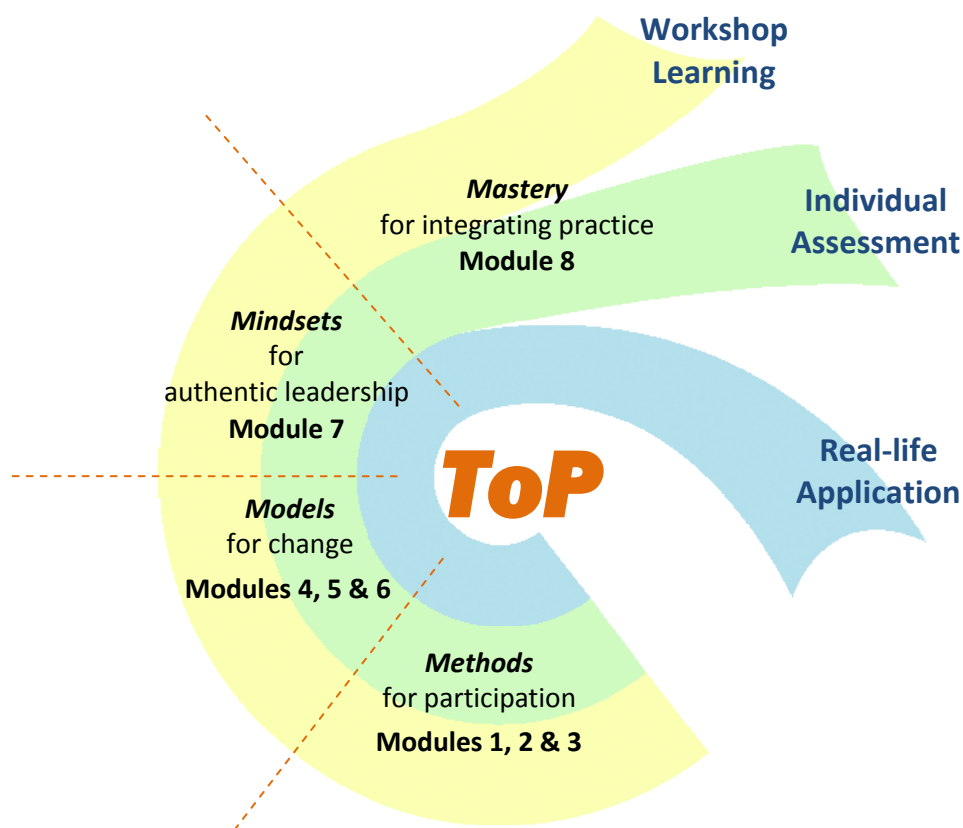 Workshop
Learning
Mastery
for integrating practice
Module 8
Individual
Assessment
Mindsets
for
authentic leadership
Module 7
ToP
Real-life
Application
Models
for change
Modules 4, 5 & 6
Methods
for participation
Modules 1, 2 & 3